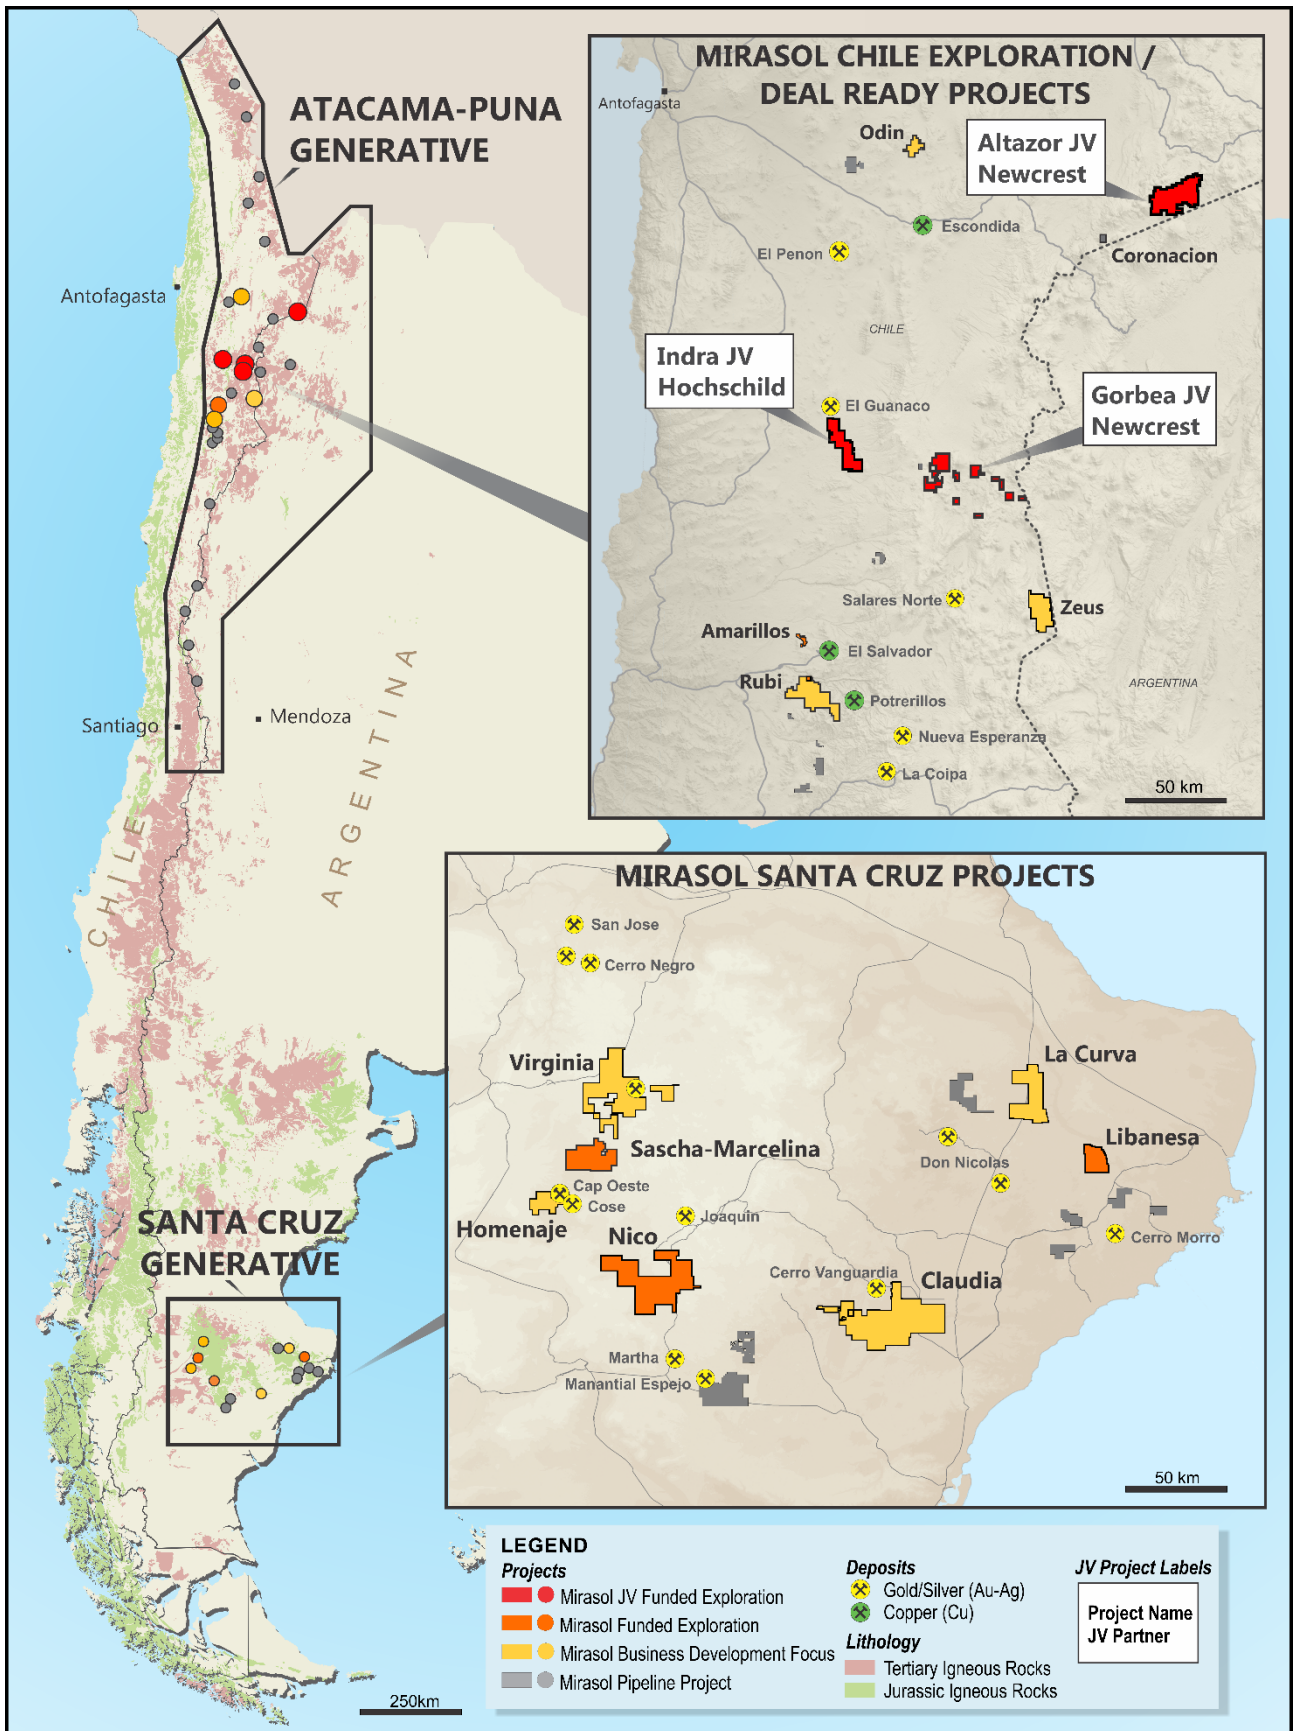 ATACAMA-PUNA
GENERATIVE
Antofagasta
Santiago
Mendoza
CHILE
ARGENTINA
SANTA CRUZ
GENERATIVE
250km
MIRASOL CHILE EXPLORATION /
DEAL READY PROJECTS
Antofagasta
Odin
Altazor JV
Newcrest
Escondida
El Penon
Coronacion
CHILE
Indra JV
Hochschild
El Guanaco
Gorbea JV
Newcrest
Salares Norte
Zeus
Amarillos
El Salvador
Rubi
Potrerillos
ARGENTINA
Nueva Esperanza
La Coipa
50 km
MIRASOL SANTA CRUZ PROJECTS
San Jose
Cerro Negro
Virginia
La Curva
Sascha-Marcelina
Libanesa
Don Nicolas
Cap Oeste
Cose
Homenaje
Nico
Joaquin
Cerro Morro
Cerro Vanguardia
Claudia
Martha
Manantial Espejo
50 km
LEGEND
Projects
Mirasol JV Funded Exploration
Mirasol Funded Exploration
Mirasol Business Development Focus
Mirasol Pipeline Project
Deposits
Gold/Silver (Au-Ag)
Copper (Cu)
Lithology
Tertiary Igneous Rocks
Jurassic Igneous Rocks
JV Project Labels
Project Name
JV Partner